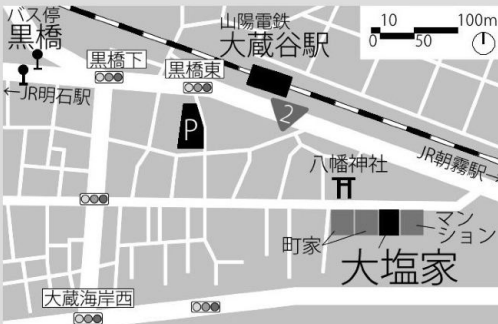 バス停
黒橋
山陽電鉄
大蔵谷駅
10 100m
0 50
黒橋下
黒橋東
←JR明石駅
P
2
八幡神社
JR朝霧駅→
マン
ション
町家
大塩家
大蔵海岸西